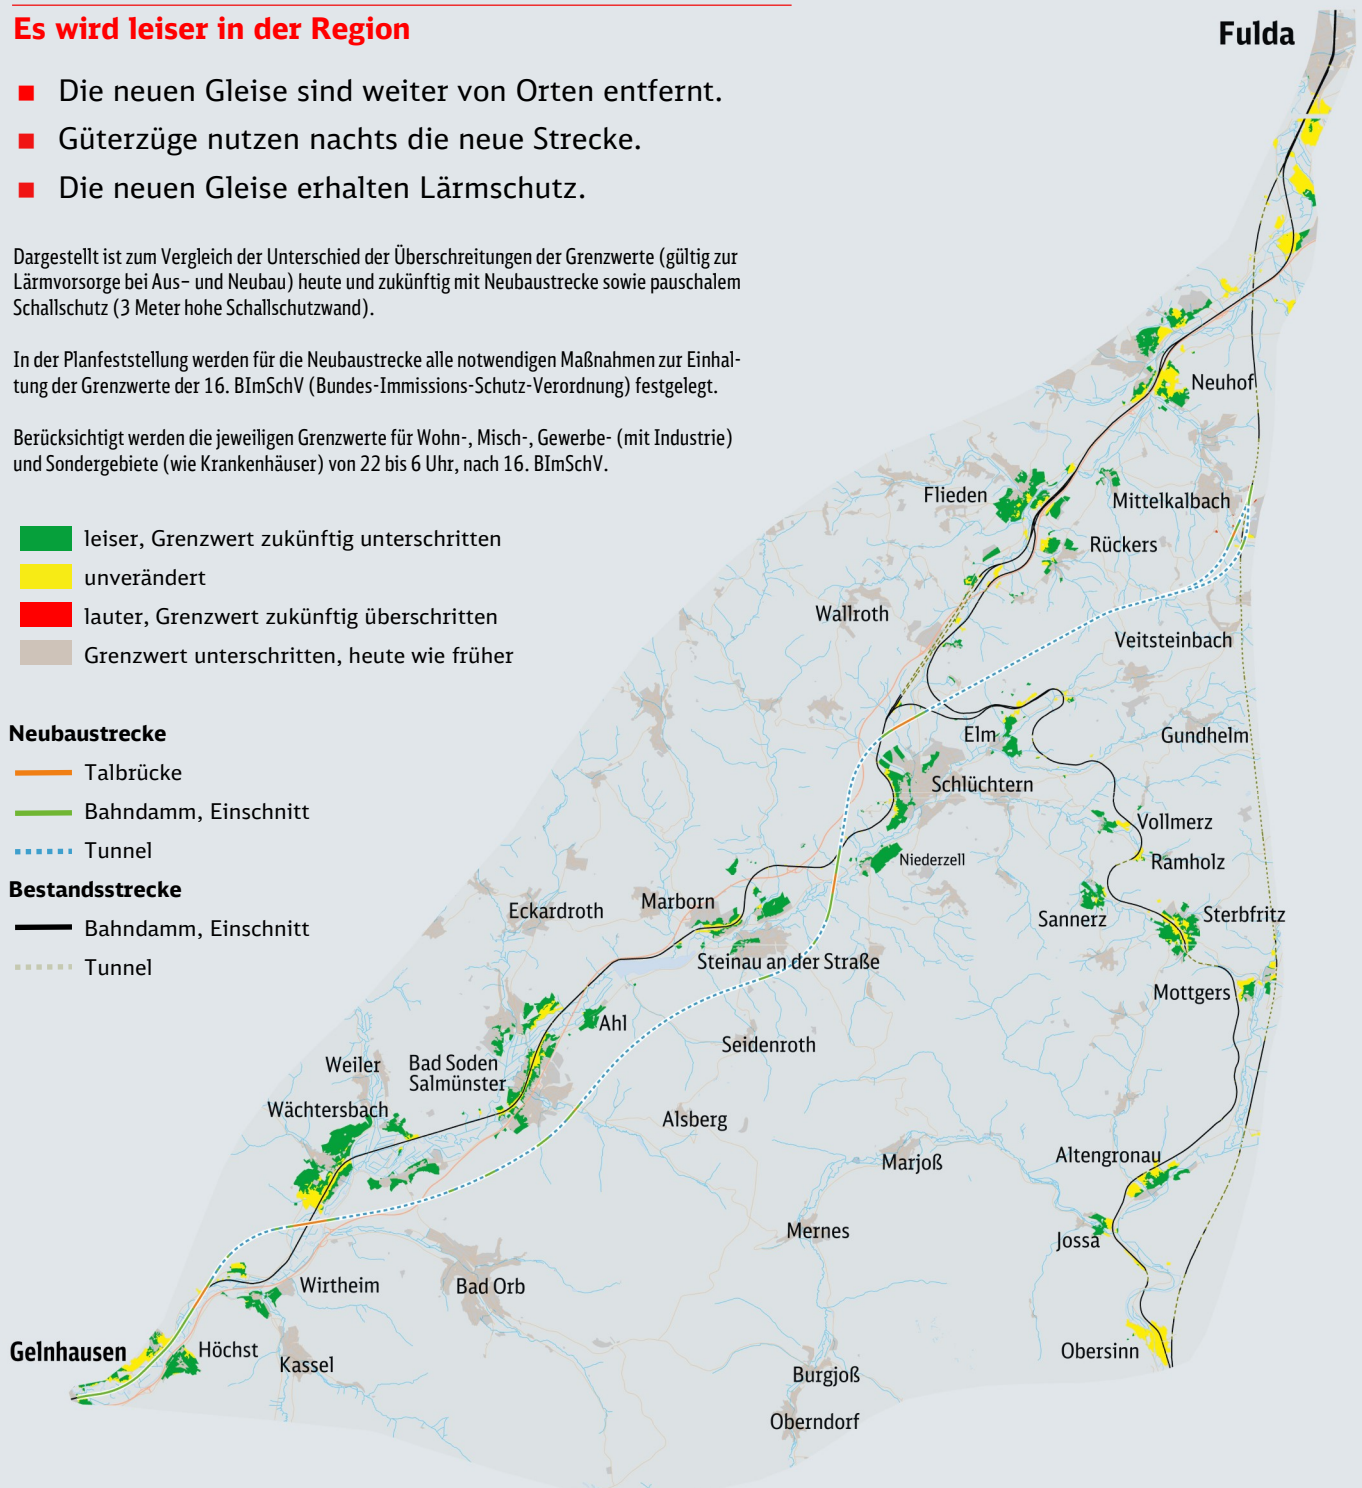 Es wird leiser in der Region
Fulda
Die neuen Gleise sind weiter von Orten entfernt.
Güterzüge nutzen nachts die neue Strecke.
Die neuen Gleise erhalten Lärmschutz.
Dargestellt ist zum Vergleich der Unterschied der Überschreitungen der Grenzwerte (gültig zur
Lärmvorsorge bei Aus- und Neubau) heute und zukünftig mit Neubaustrecke sowie pauschalem
Schallschutz (3 Meter hohe Schallschutzwand).
In der Planfeststellung werden für die Neubaustrecke alle notwendigen Maßnahmen zur Einhal-
tung der Grenzwerte der 16. BImSchV (Bundes-Immissions-Schutz-Verordnung) festgelegt.
Berücksichtigt werden die jeweiligen Grenzwerte für Wohn-, Misch-, Gewerbe- (mit Industrie)
und Sondergebiete (wie Krankenhäuser) von 22 bis 6 Uhr, nach 16. BImSchV.
leiser, Grenzwert zukünftig unterschritten
unverändert
lauter, Grenzwert zukünftig überschritten
Grenzwert unterschritten, heute wie früher
Neubaustrecke
Talbrücke
Bahndamm, Einschnitt
Tunnel
Bestandsstrecke
Bahndamm, Einschnitt
Tunnel
Neuhof
Flieden
Mittelkalbach
Rückers
Wallroth
Veitsteinbach
Elm
Gundhelm
Schlüchtern
Vollmerz
Niederzell
Ramholz
Marborn
Eckardroth
Sannerz
Sterbfritz
Steinau an der Straße
Mottgers
Ahl
Seidenroth
Weiler
Bad Soden
Salmünster
Wächtersbach
Alsberg
Marjoß
Altengronau
Mernes
Jossa
Wirtheim
Bad Orb
Gelnhausen
Höchst
Kassel
Obersinn
Burgjoß
Oberndorf